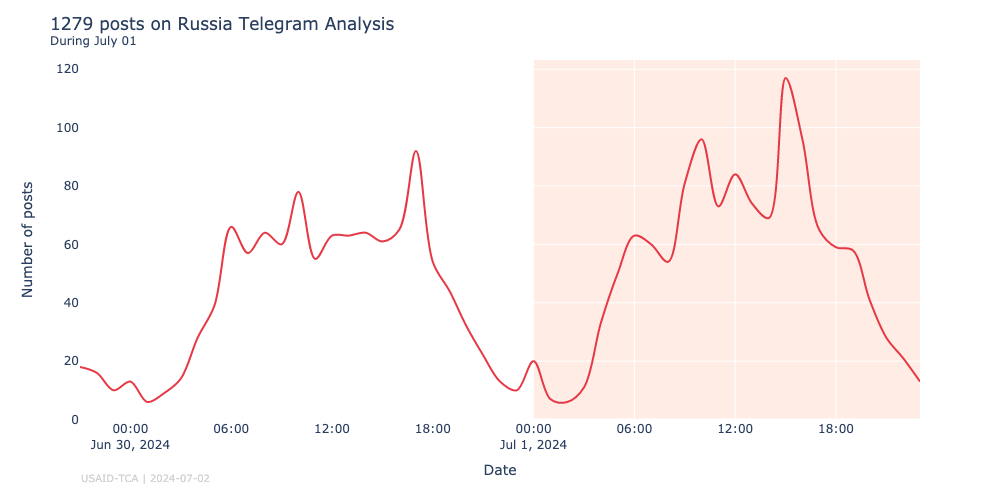 1279 posts on Russia Telegram Analysis
During July 01
120
100
80
60
40
20
0
Number of posts
00:00 06:00 12:00 18:00 00:00 06:00 12:00 18:00
Jun 30, 2024 Jul 1, 2024
Date
USAID-TCA | 2024-07-02